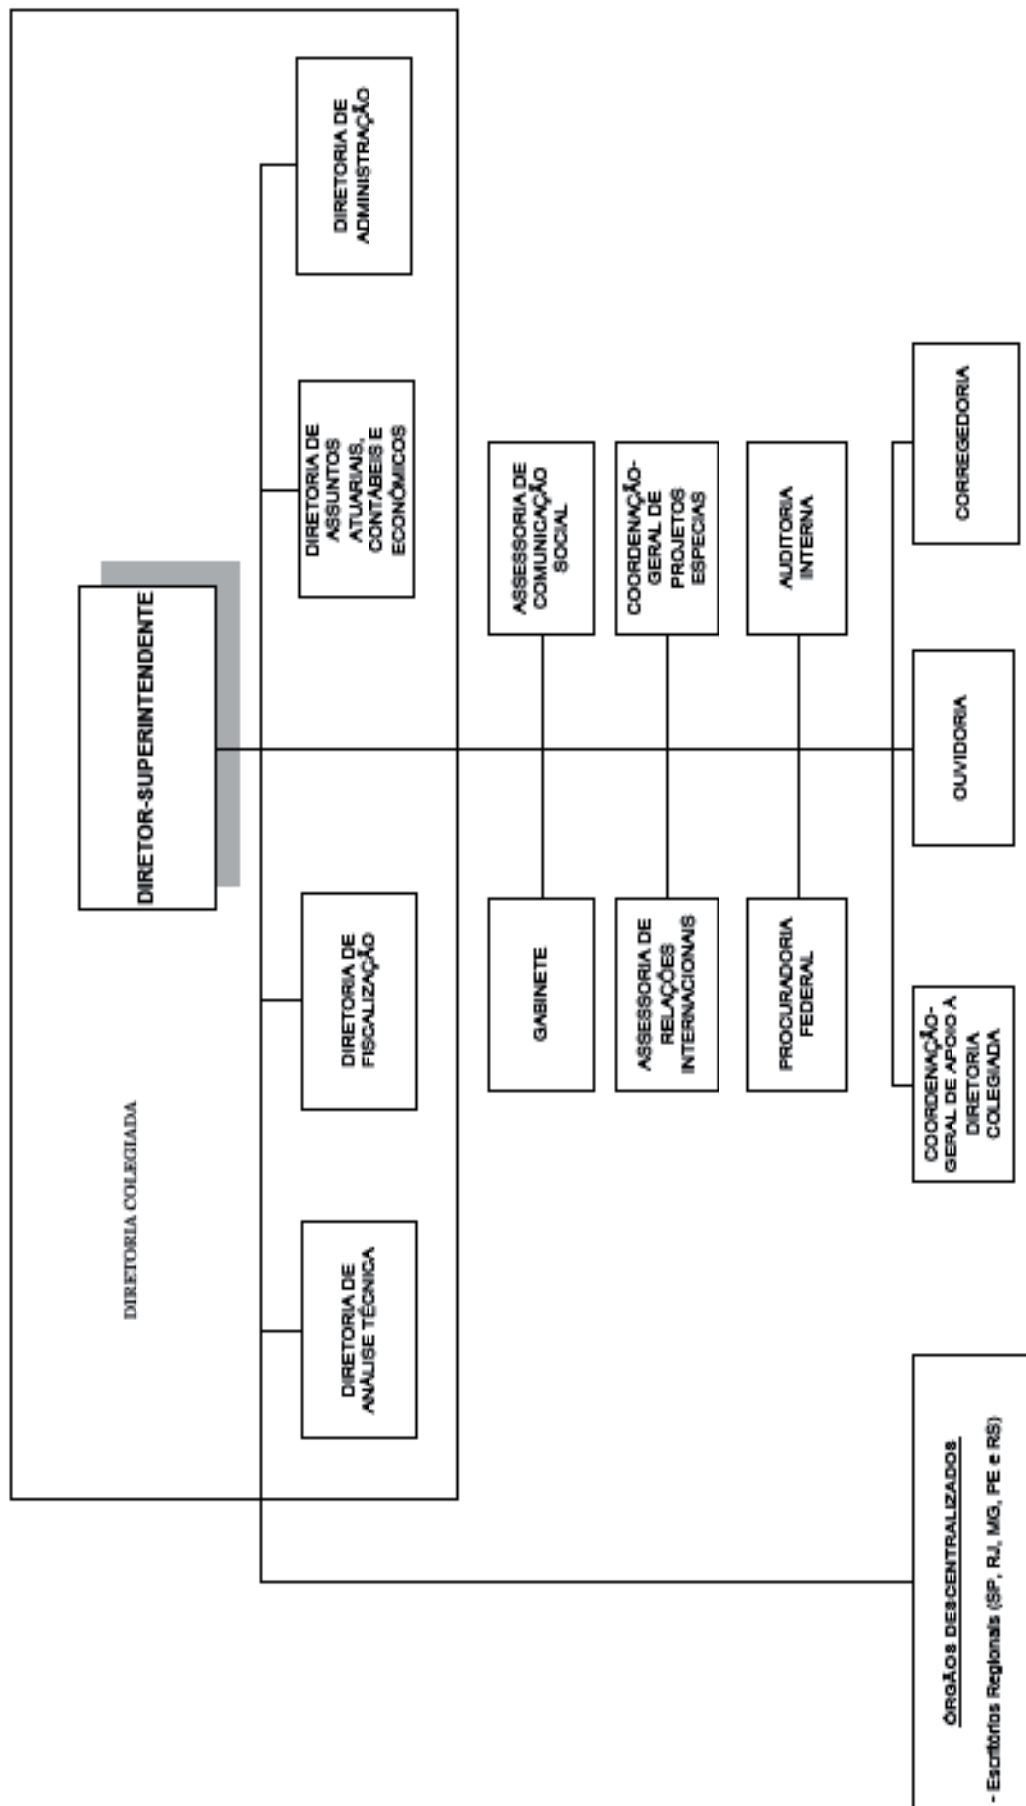 DIRETORIA COLEGIADA
DIRETOR-SUPERINTENDENTE
DIRETORIA DE
ANÁLISE TÉCNICA
DIRETORIA DE
FISCALIZAÇÃO
DIRETORIA DE
ASSUNTOS
ATUARIAIS,
CONTÁBEIS E
ECONÔMICOS
DIRETORIA DE
ADMINISTRAÇÃO
GABINETE
ASSESSORIA DE
COMUNICAÇÃO
SOCIAL
ASSESSORIA DE
RELAÇÕES
INTERNACIONAIS
COORDENAÇÃO-
GERAL DE
PROJETOS
ESPECIAS
PROCURADORIA
FEDERAL
AUDITORIA
INTERNA
ÓRGÃOS DESCENTRALIZADOS
- Escritórios Regionais (SP, RJ, MG, PE e RS)
COORDENAÇÃO-
GERAL DE APOIO À
DIRETORIA
COLEGIADA
OUVIDORIA
CORREGEDORIA